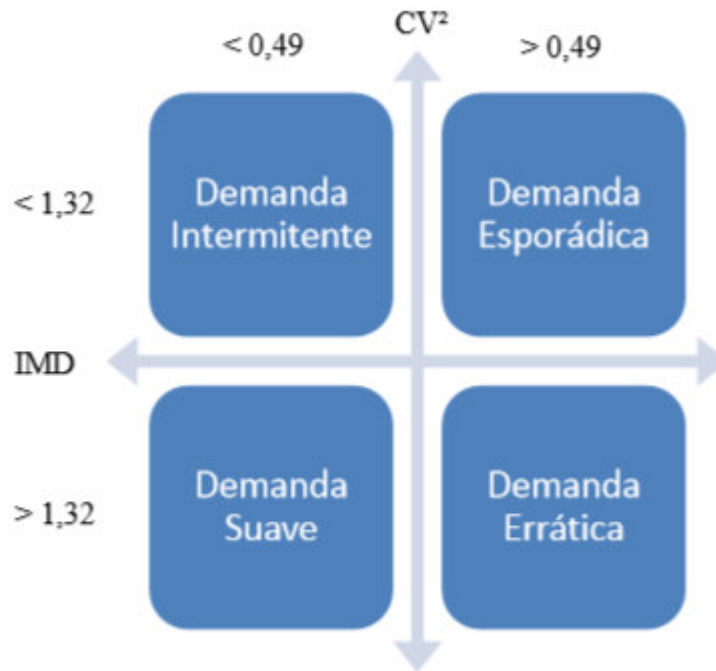 CV²
< 0,49
> 0,49
< 1,32
Demanda
Intermitente
Demanda
Esporádica
IMD
> 1,32
Demanda
Suave
Demanda
Errática